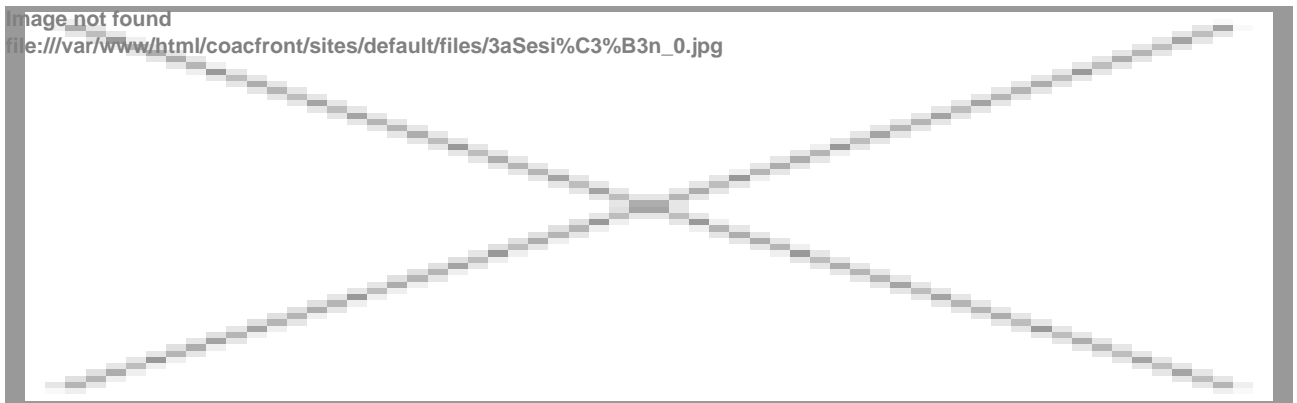 Image not found
file:///var/www/html/coacfront/sites/default/files/3aSesi%C3%B3n_0.jpg